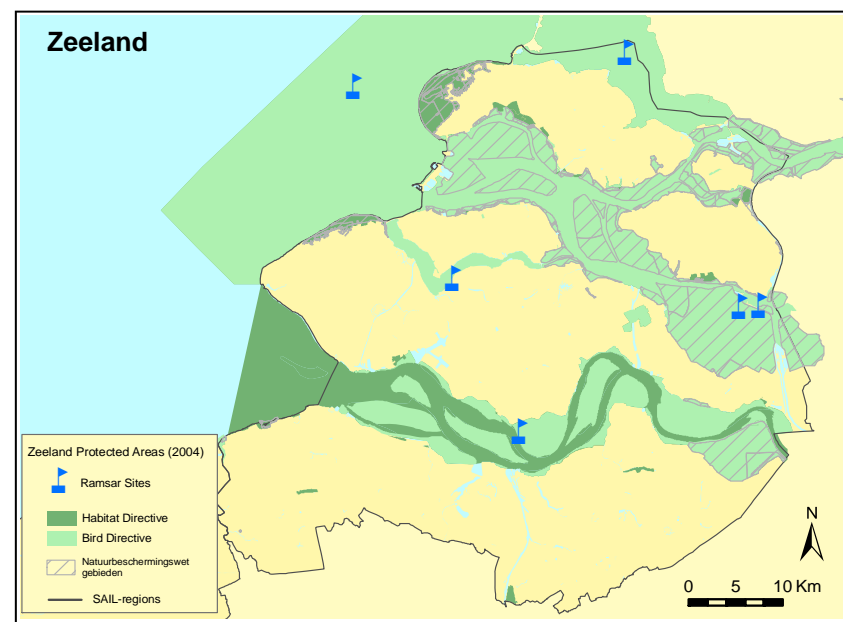 Zeeland
Zeeland Protected Areas (2004)
Ramsar Sites
Habitat Directive
Bird Directive
Natuurbeschermingswet
gebieden
SAIL-regions
N
0 5 10 Km